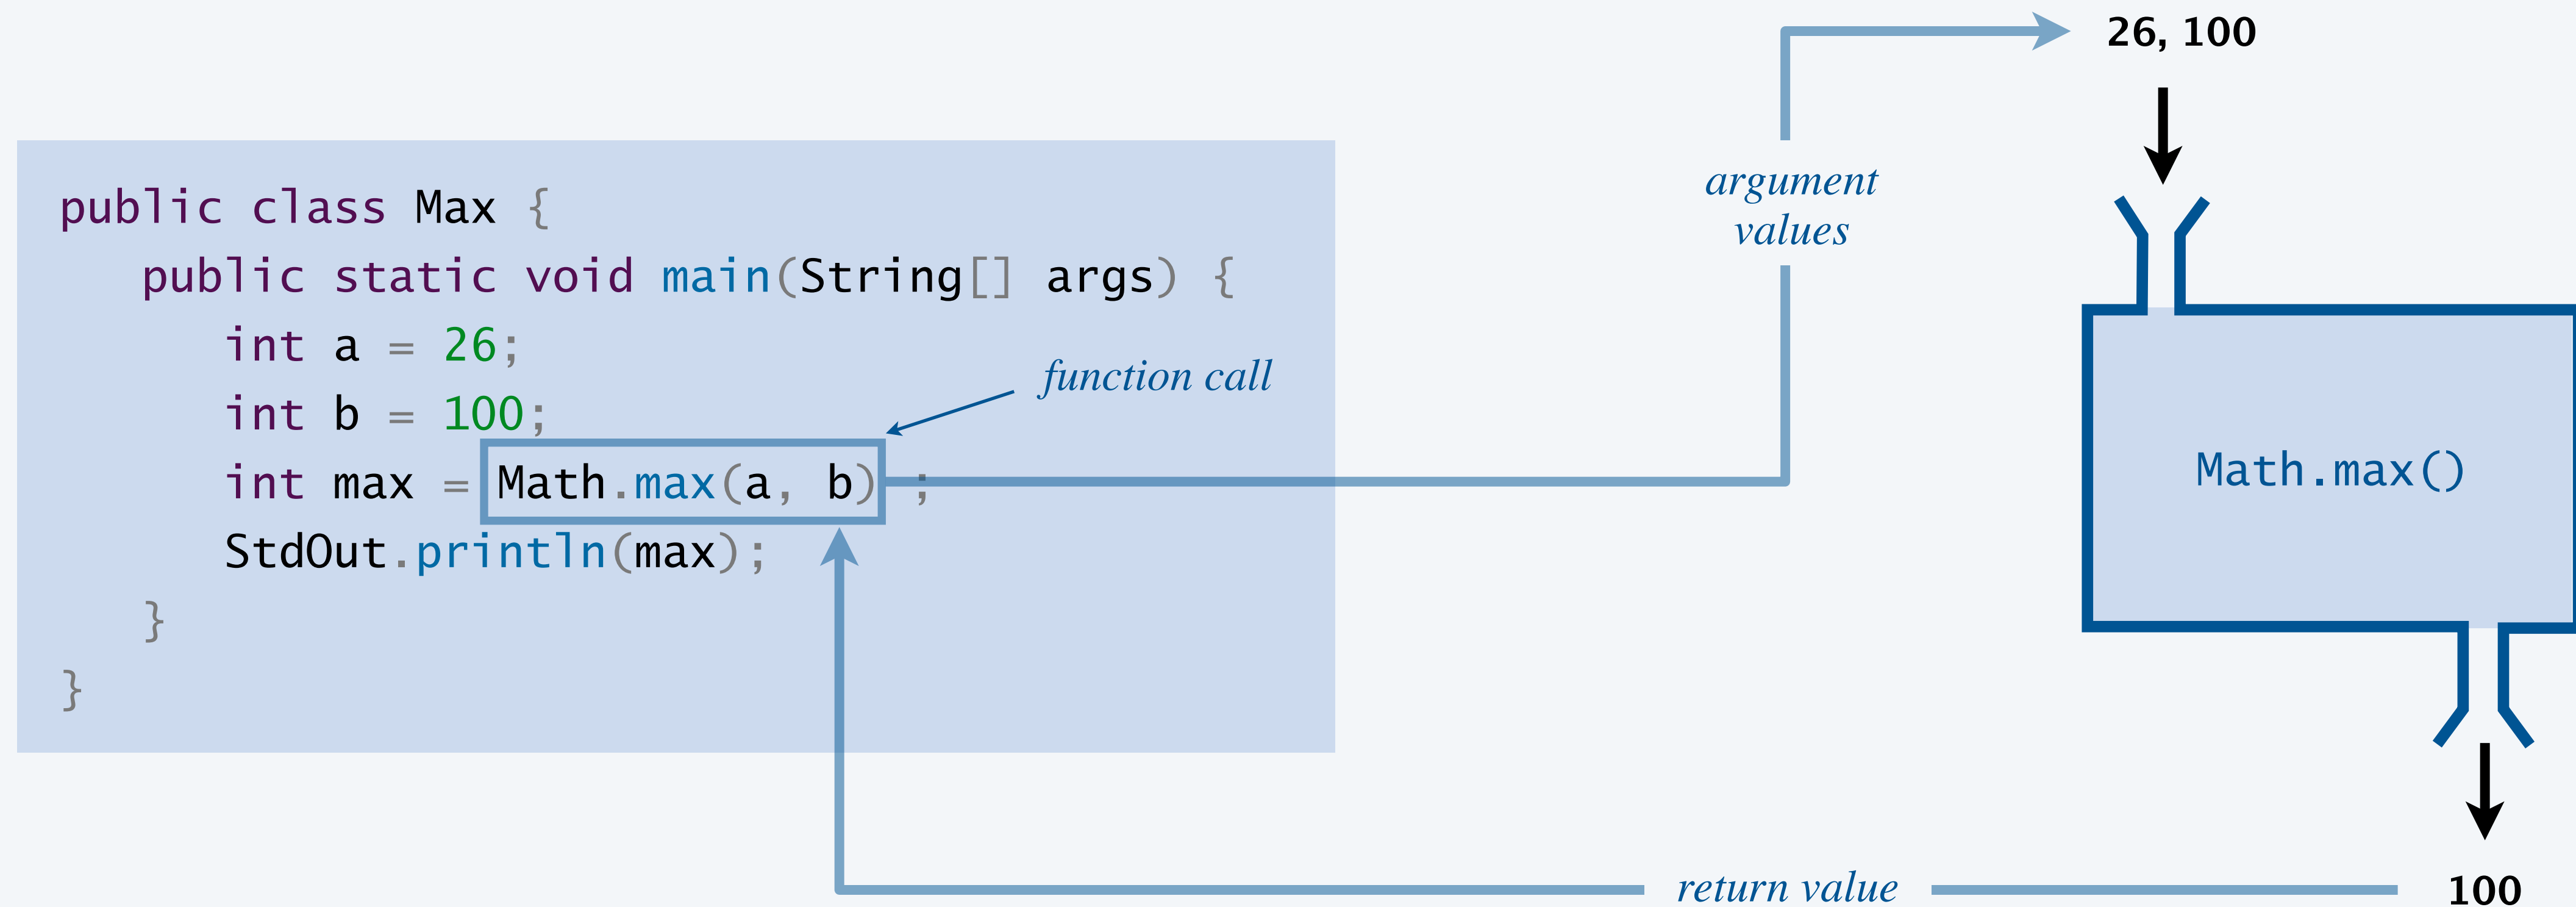 public class Max {
public static void main(String[] args) {
int a = 26;
int b = 100;
int max = Math.max(a, b) ;
StdOut.println(max);
}
}
function call
argument
values
26, 100
Math.max()
100
return value